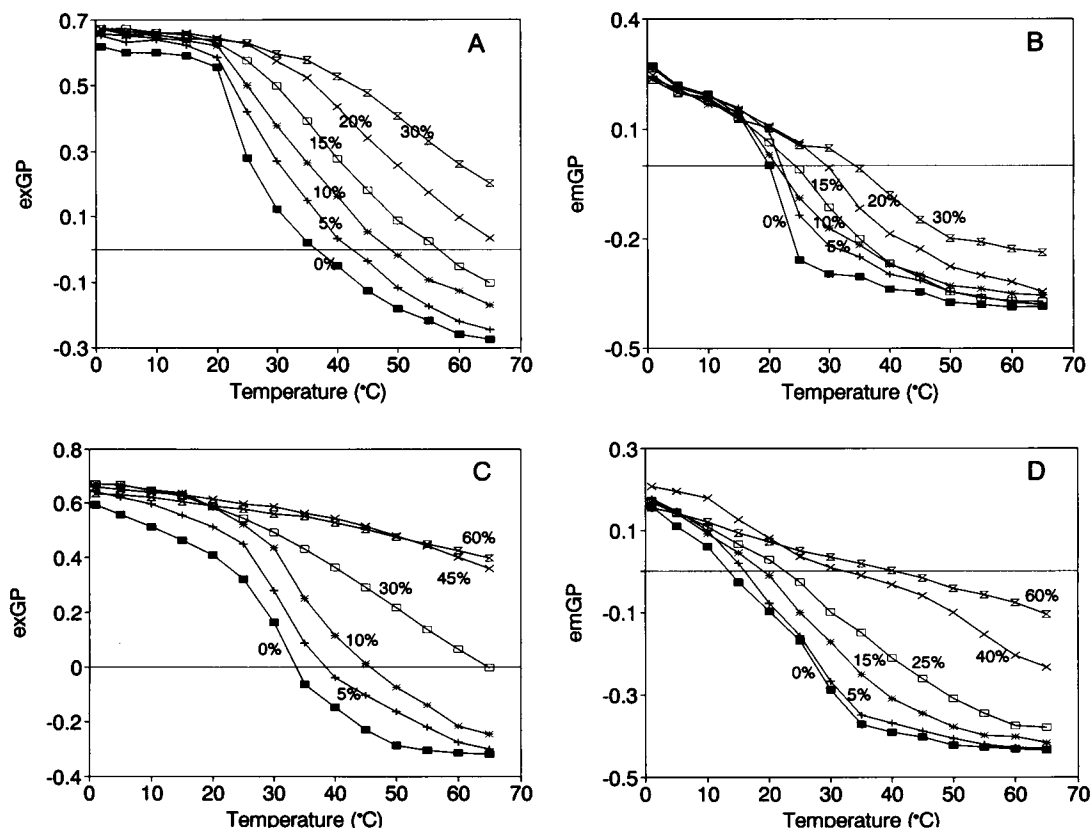 A
exGP
0.7
0.5
0.3
0.1
-0.1
-0.3
20%
30%
15%
10%
5%
0%
0 10 20 30 40 50 60 70
Temperature (°C)
B
emGP
0.4
0.1
-0.2
-0.5
15%
20%
0%
10%
30%
5%
0 10 20 30 40 50 60 70
Temperature (°C)
C
exGP
0.8
0.6
0.4
0.2
0
-0.2
-0.4
60%
45%
30%
10%
0%
5%
0 10 20 30 40 50 60 70
Temperature (°C)
D
emGP
0.3
0.1
-0.1
-0.3
-0.5
60%
15%
25%
40%
0%
5%
0 10 20 30 40 50 60 70
Temperature (°C)